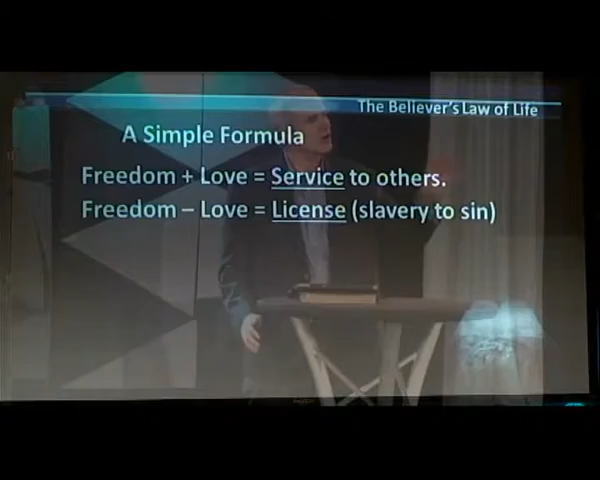 The Believer's Law of Life
A Simple Formula
Freedom + Love = Service to others.
Freedom – Love = License (slavery to sin)